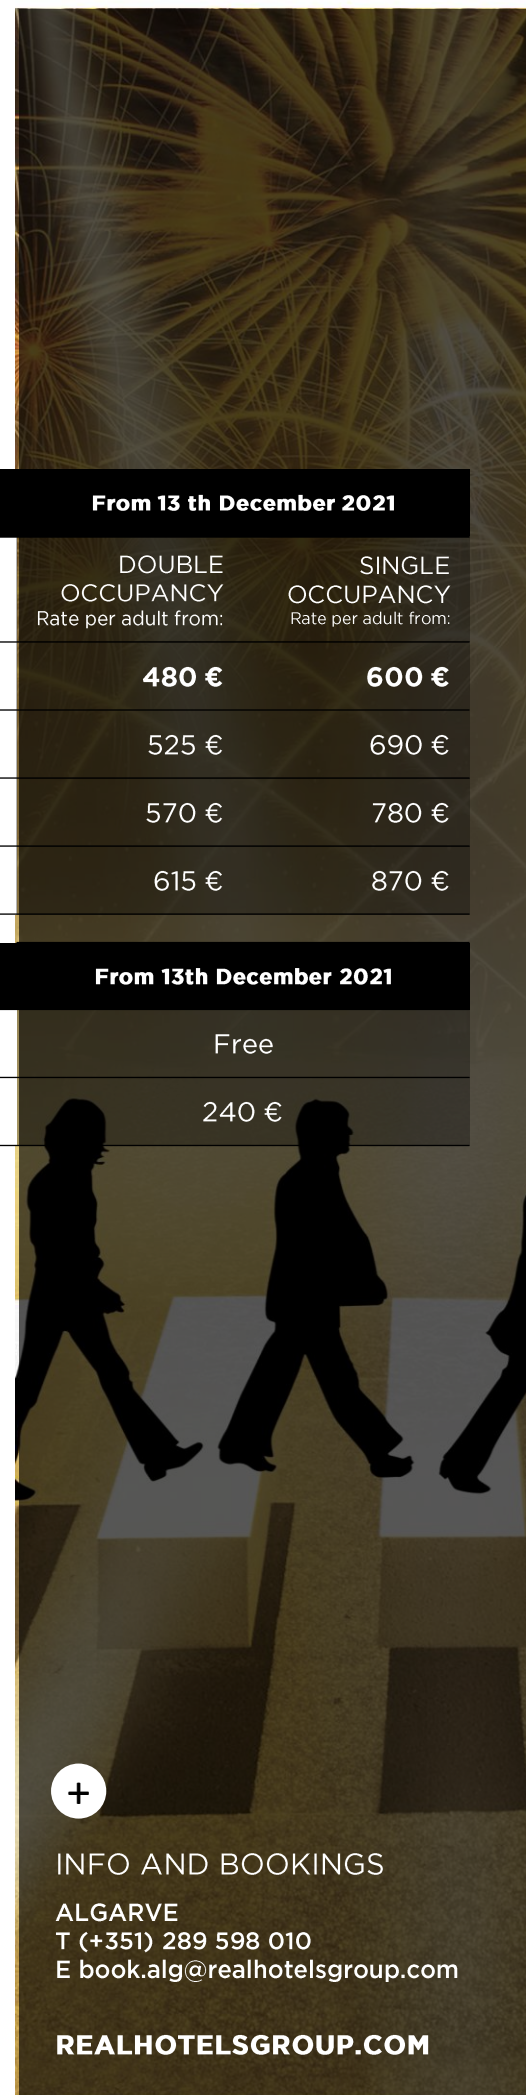 From 13 th December 2021
DOUBLE OCCUPANCY Rate per adult from:
SINGLE OCCUPANCY Rate per adult from:
480 € 600 €
525 € 690 €
570 € 780 €
615 € 870 €
From 13th December 2021
Free
240 €
+
INFO AND BOOKINGS
ALGARVE
T (+351) 289 598 010
E book.alg@realhotelsgroup.com
REALHOTELSGROUP.COM